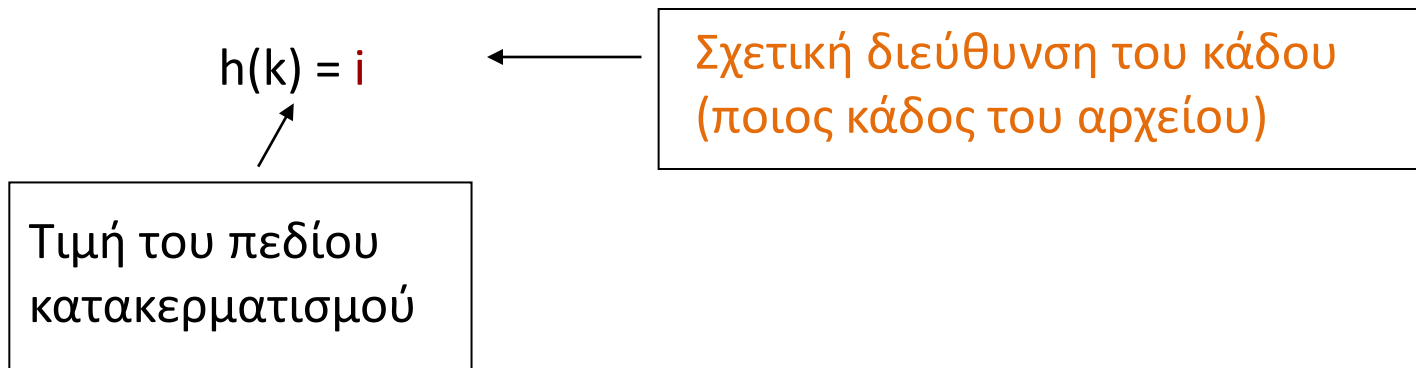 h(k) = i
Σχετική διεύθυνση του κάδου
(ποιος κάδος του αρχείου)
Τιμή του πεδίου
κατακερματισμού